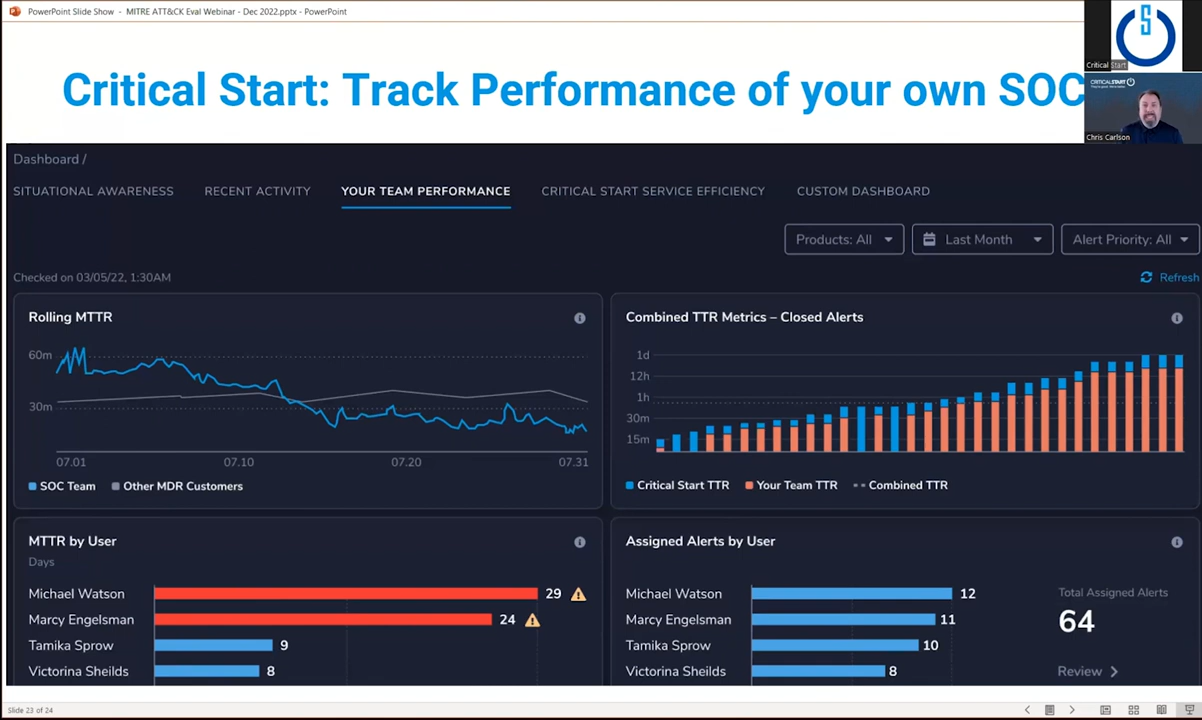 PowerPoint Slide Show - MITRE ATT&CK Eval Webinar - Dec 2022.pptx - PowerPoint
Critical Start
CRITICALSTART
Chris Carlson
Critical Start: Track Performance of your own SOC
Dashboard /
SITUATIONAL AWARENESS RECENT ACTIVITY YOUR TEAM PERFORMANCE CRITICAL START SERVICE EFFICIENCY CUSTOM DASHBOARD
Products: All Last Month Alert Priority: All
Checked on 03/05/22, 1:30AM
Refresh
Rolling MTTR
60m
30m
07.01 07.10 07.20 07.31
SOC Team Other MDR Customers
Combined TTR Metrics – Closed Alerts
1d
12h
1h
30m
15m
Critical Start TTR Your Team TTR Combined TTR
MTTR by User
Days
Michael Watson 29
Marcy Engelsman 24
Tamika Sprow 9
Victorina Sheilds 8
Assigned Alerts by User
Michael Watson 12
Marcy Engelsman 11
Tamika Sprow 10
Victorina Sheilds 8
Total Assigned Alerts
64
Review
Slide 23 of 24